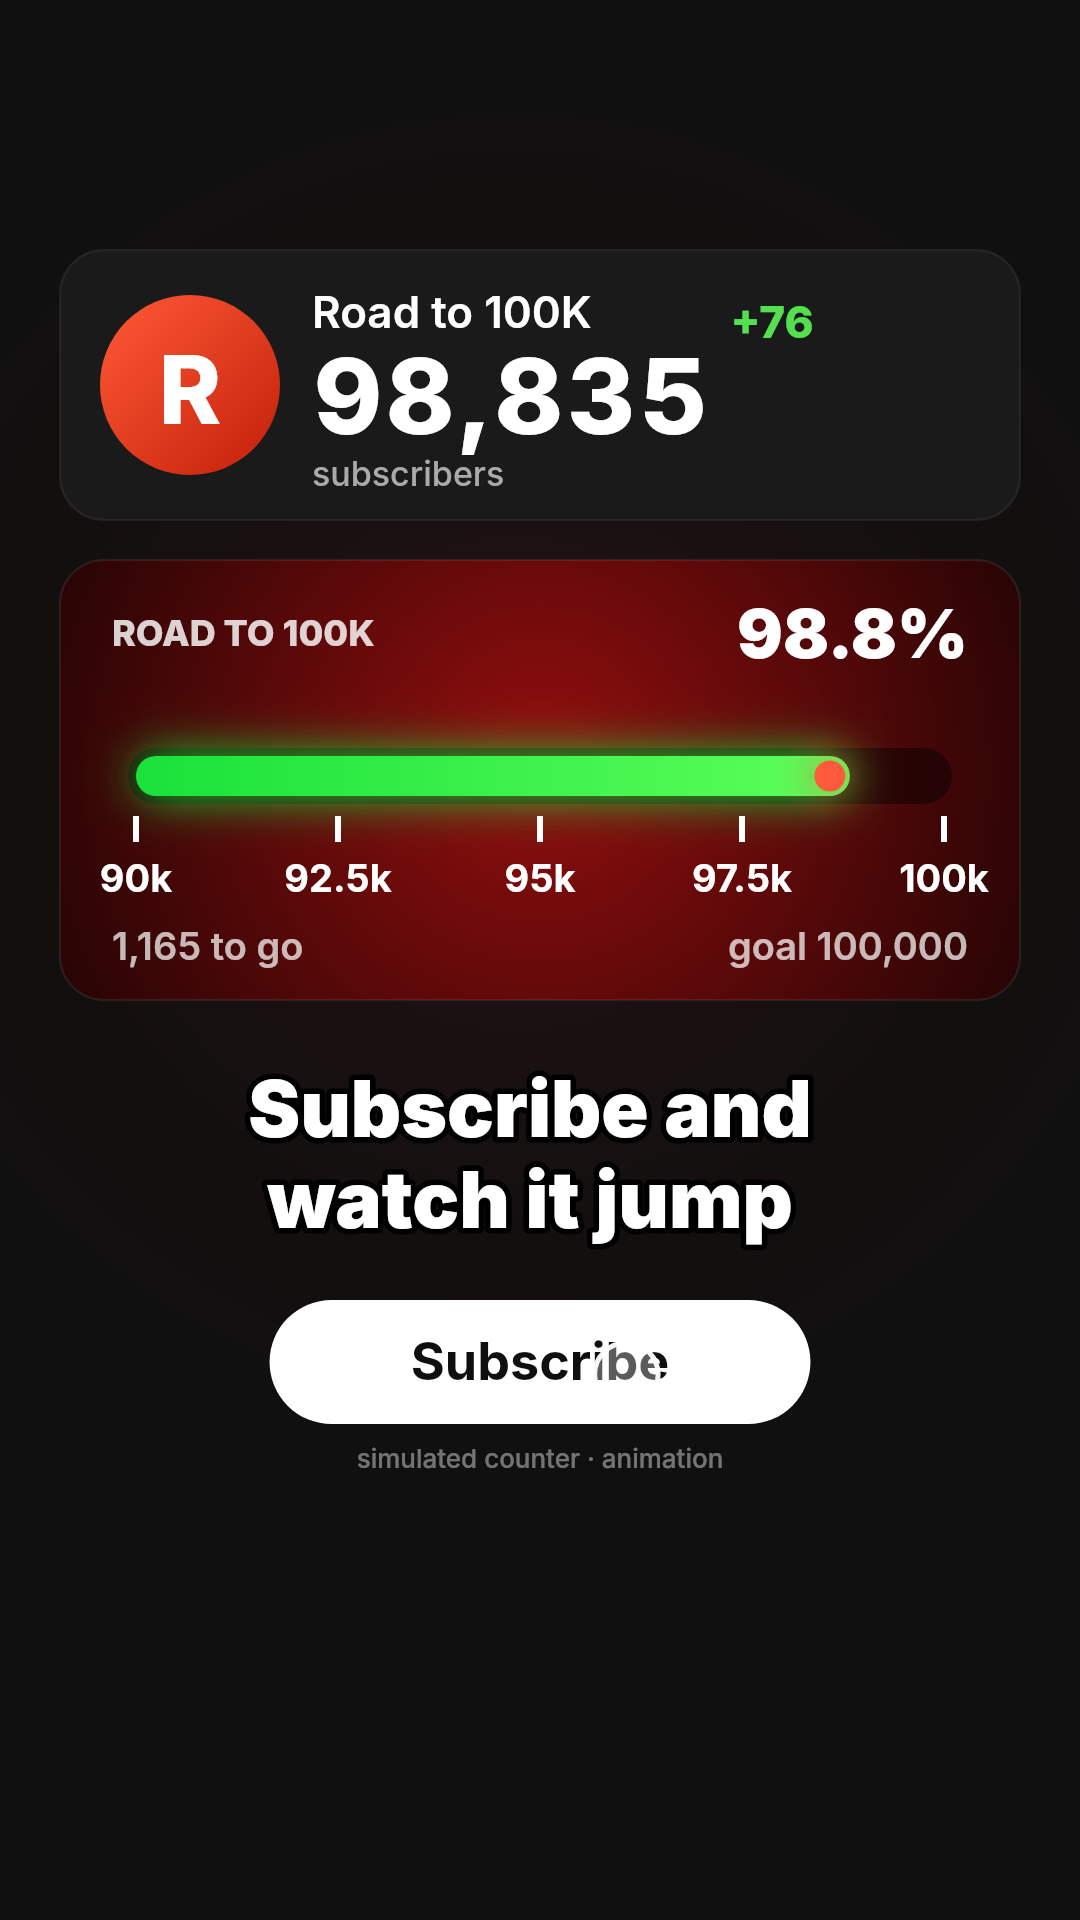 R
Road to 100K
+76
98,835
subscribers
ROAD TO 100K
98.8%
90k 92.5k 95k 97.5k 100k
1,165 to go
goal 100,000
Subscribe and
watch it jump
Subscribe
simulated counter · animation